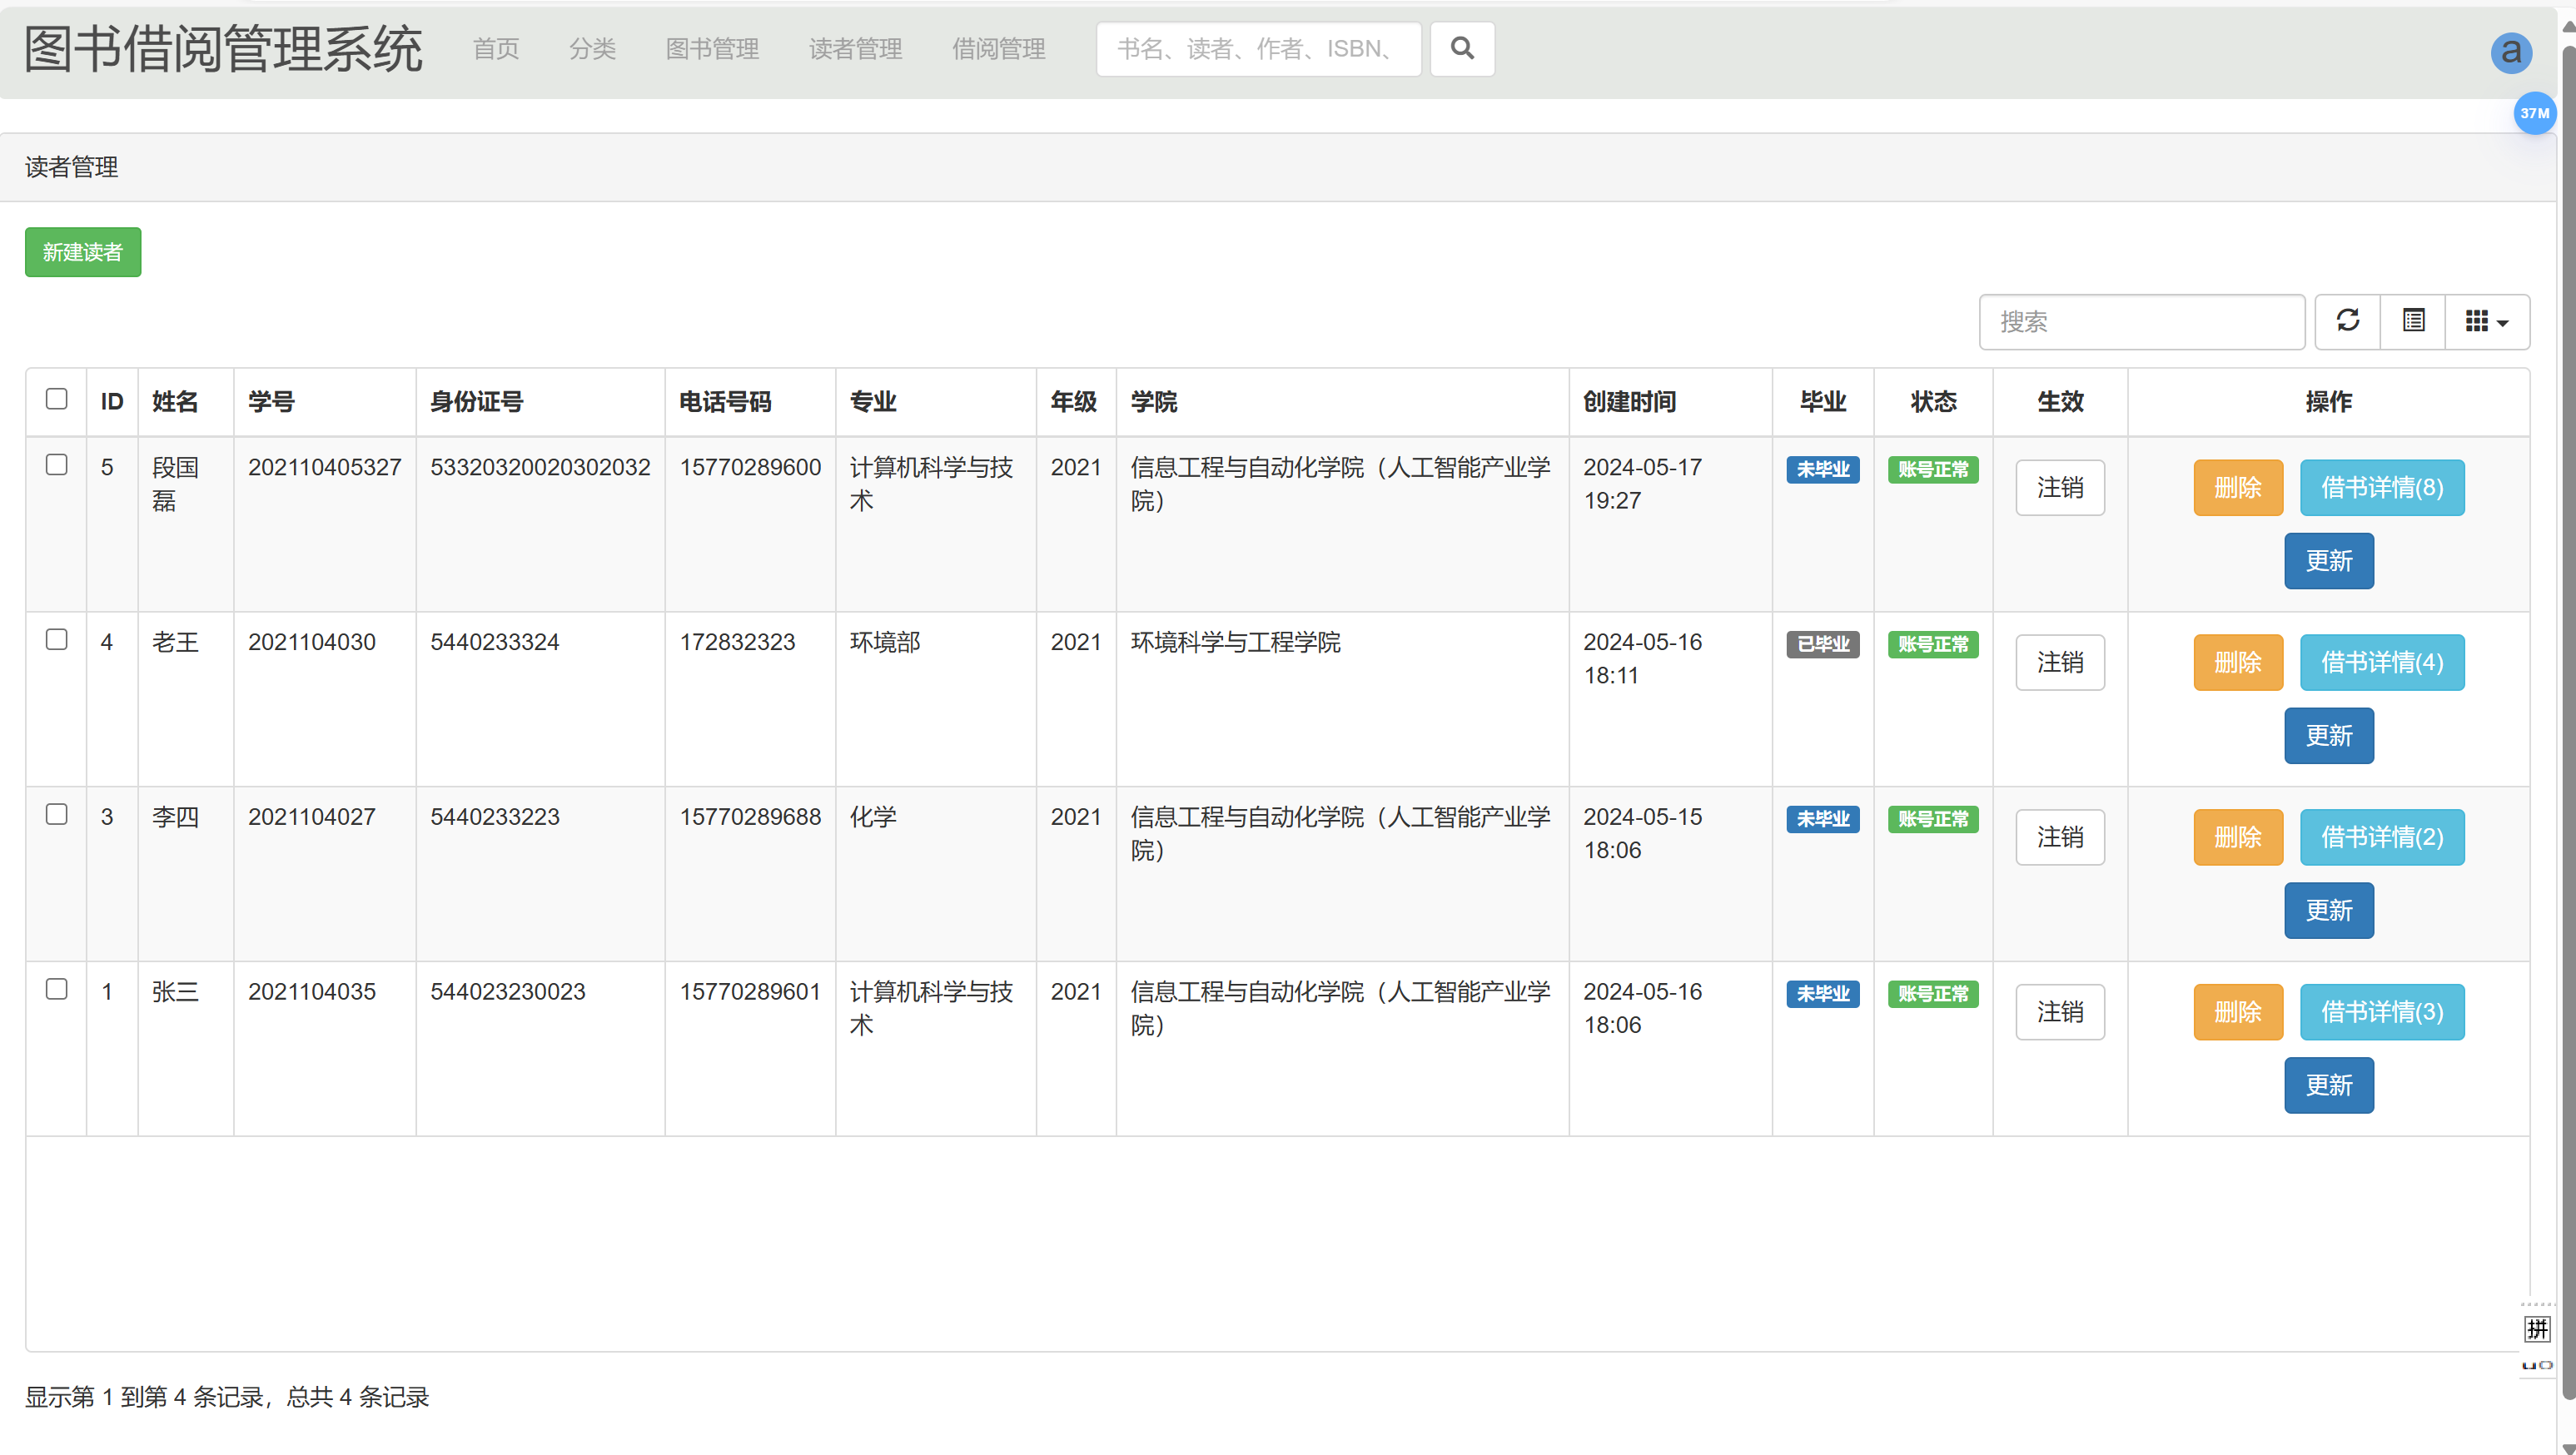 图书借阅管理系统 首页 分类 图书管理 读者管理 借阅管理 书名、读者、作者、ISBN、 a
37M
读者管理
新建读者
搜索
ID 姓名 学号 身份证号 电话号码 专业 年级 学院 创建时间 毕业 状态 生效 操作
5 段国 202110405327 53320320020302032 15770289600 计算机科学与技 2021 信息工程与自动化学院（人工智能产业学 2024-05-17 未毕业 账号正常 注销 删除 借书详情(8)
磊 术 院） 19:27
更新
4 老王 2021104030 5440233324 172832323 环境部 2021 环境科学与工程学院 2024-05-16 已毕业 账号正常 注销 删除 借书详情(4)
18:11
更新
3 李四 2021104027 5440233223 15770289688 化学 2021 信息工程与自动化学院（人工智能产业学 2024-05-15 未毕业 账号正常 注销 删除 借书详情(2)
院） 18:06
更新
1 张三 2021104035 544023230023 15770289601 计算机科学与技 2021 信息工程与自动化学院（人工智能产业学 2024-05-16 未毕业 账号正常 注销 删除 借书详情(3)
术 院） 18:06
更新
拼
显示第 1 到第 4 条记录，总共 4 条记录